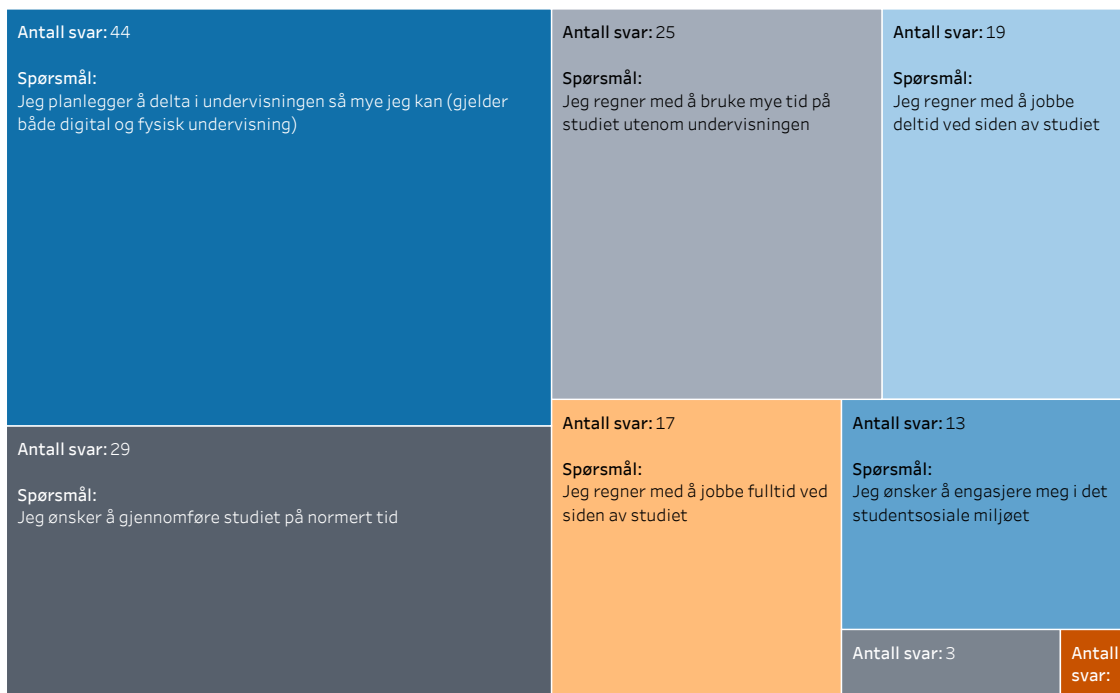 Antall svar: 44
Spørsmål:
Jeg planlegger å delta i undervisningen så mye jeg kan (gjelder
både digital og fysisk undervisning)
Antall svar: 25
Spørsmål:
Jeg regner med å bruke mye tid på
studiet utenom undervisningen
Antall svar: 19
Spørsmål:
Jeg regner med å jobbe
deltid ved siden av studiet
Antall svar: 29
Spørsmål:
Jeg ønsker å gjennomføre studiet på normert tid
Antall svar: 17
Spørsmål:
Jeg regner med å jobbe fulltid ved
siden av studiet
Antall svar: 13
Spørsmål:
Jeg ønsker å engasjere meg i det
studentsosiale miljøet
Antall svar: 3
Antall
svar: